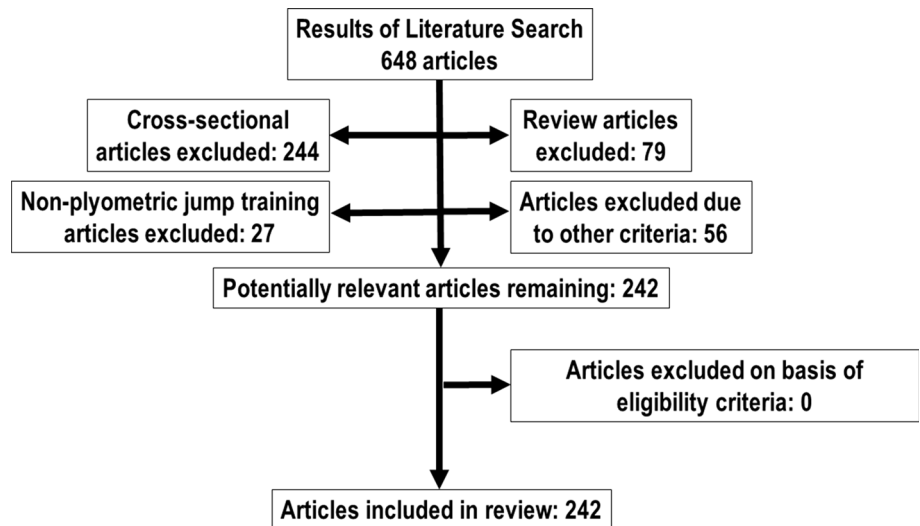 Results of Literature Search
648 articles
Cross-sectional
articles excluded: 244
Review articles
excluded: 79
Non-plyometric jump training
articles excluded: 27
Articles excluded due
to other criteria: 56
Potentially relevant articles remaining: 242
Articles excluded on basis of
eligibility criteria: 0
Articles included in review: 242